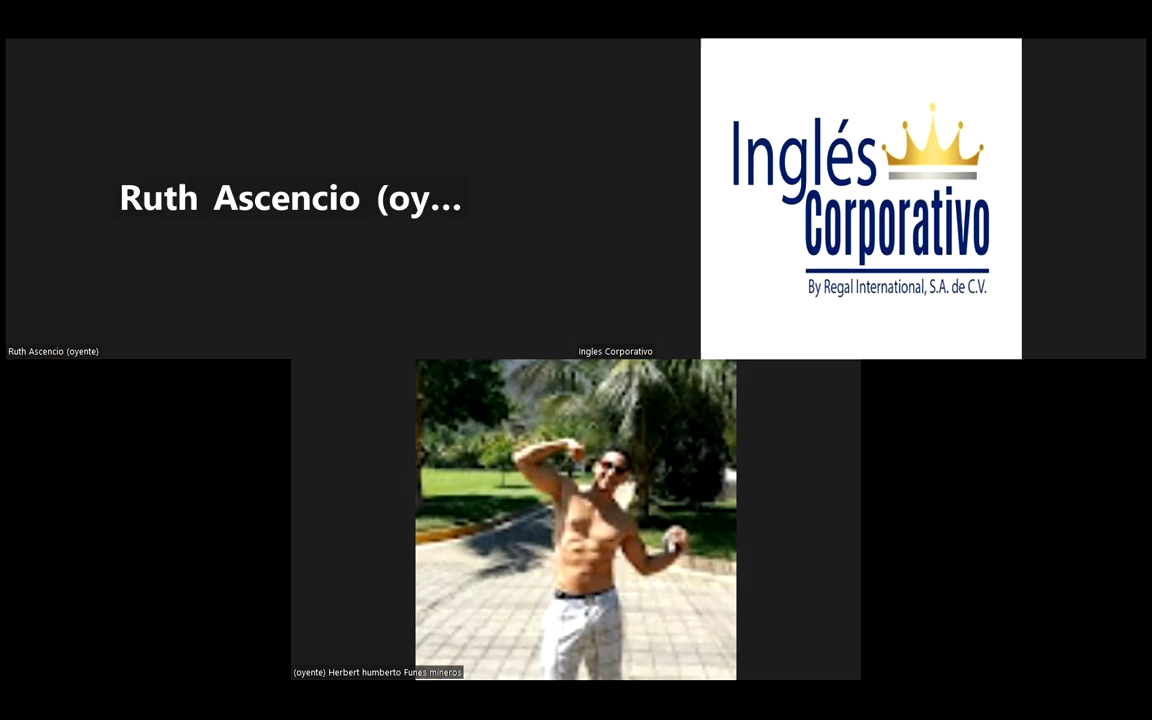 Ruth Ascencio (oy...
Ruth Ascencio (oyente)
Inglés
Corporativo
By Regal International, S.A. de C.V.
Ingles Corporativo
(oyente) Herbert humberto Funes mineros